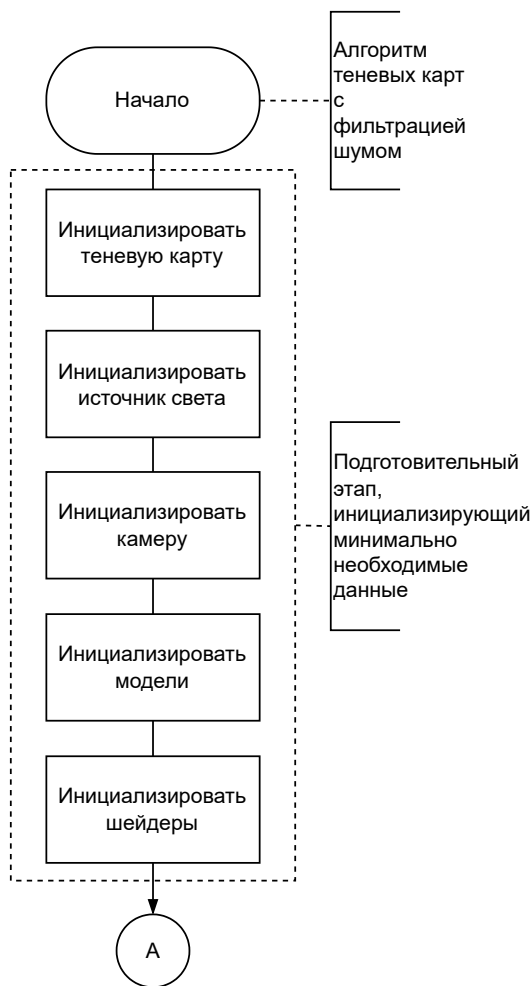 Начало
Алгоритм
теневых карт
с
фильтрацией
шумом
Инициализировать
теневую карту
Инициализировать
источник света
Инициализировать
камеру
Подготовительный
этап,
инициализирующий
минимально
необходимые
данные
Инициализировать
модели
Инициализировать
шейдеры
А